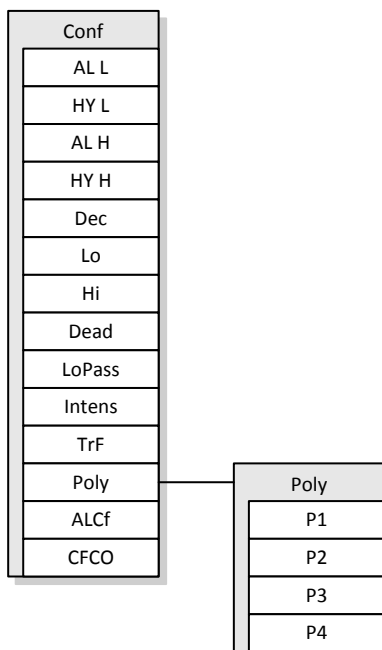 Conf
AL L
HY L
AL H
HY H
Dec
Lo
Hi
Dead
LoPass
Intens
TrF
Poly
ALCf
CFCO
Poly
P1
P2
P3
P4